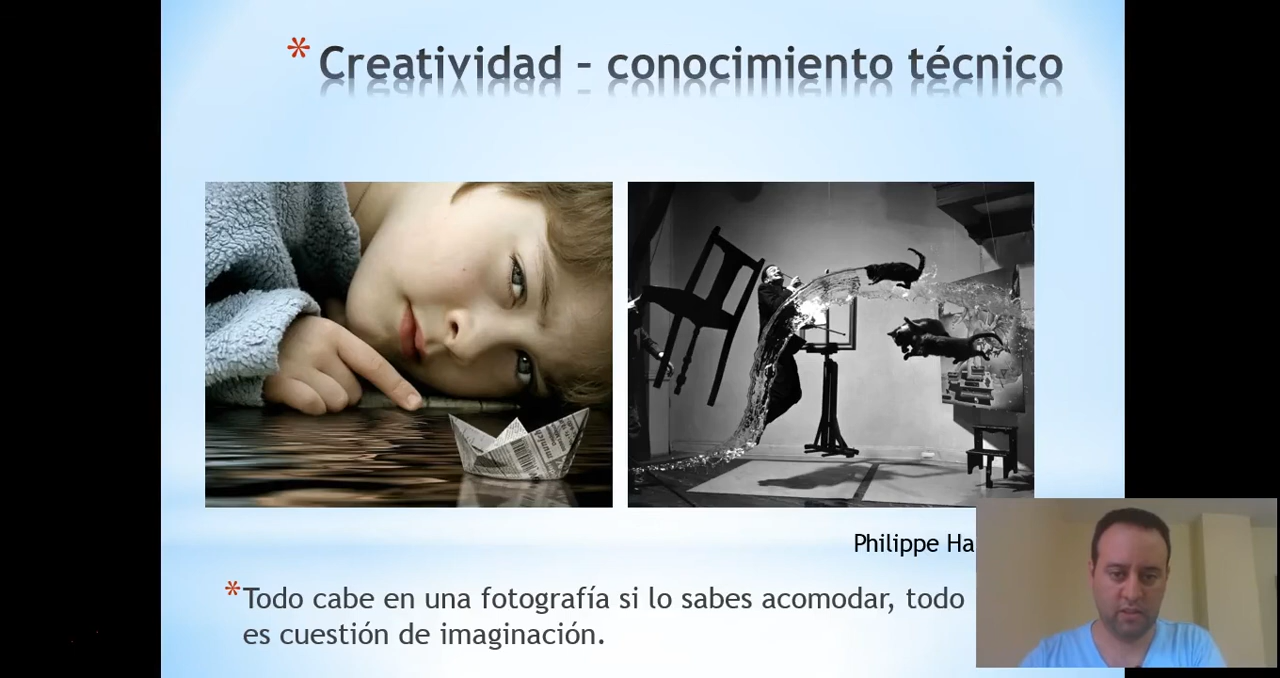 * Creatividad – conocimiento técnico
Philippe Ha
* Todo cabe en una fotografía si lo sabes acomodar, todo
es cuestión de imaginación.